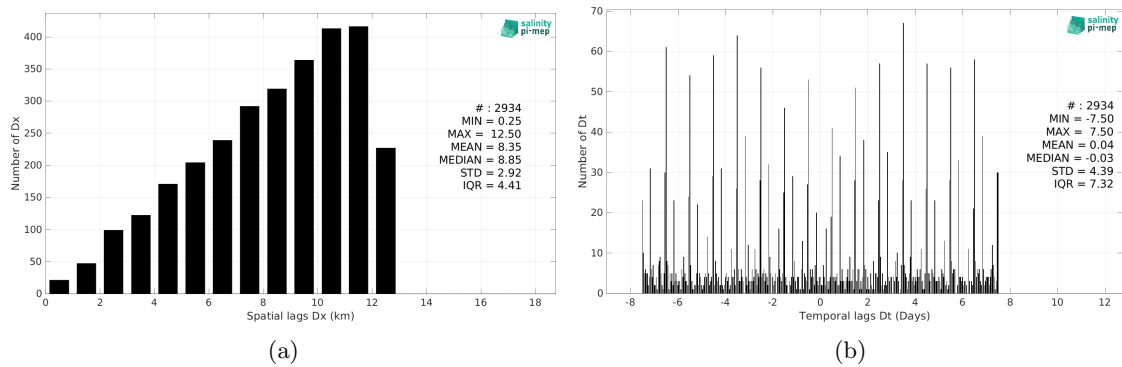 salinity
pi-mep
400
350
300
250
200
150
100
50
0
Number of Dx
# : 2934
MIN = 0.25
MAX = 12.50
MEAN = 8.35
MEDIAN = 8.85
STD = 2.92
IQR = 4.41
0 2 4 6 8 10 12 14 16 18
Spatial lags Dx (km)
(a)
salinity
pi-mep
70
60
50
40
30
20
10
0
Number of Dt
# : 2934
MIN = -7.50
MAX = 7.50
MEAN = 0.04
MEDIAN = -0.03
STD = 4.39
IQR = 7.32
-8 -6 -4 -2 0 2 4 6 8 10 12
Temporal lags Dt (Days)
(b)